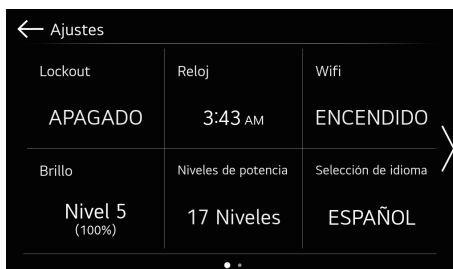 Ajustes
Lockout
Reloj
Wifi
APAGADO
3:43 AM
ENCENDIDO
Brillo
Niveles de potencia
Selección de idioma
Nivel 5
(100%)
17 Niveles
ESPAÑOL